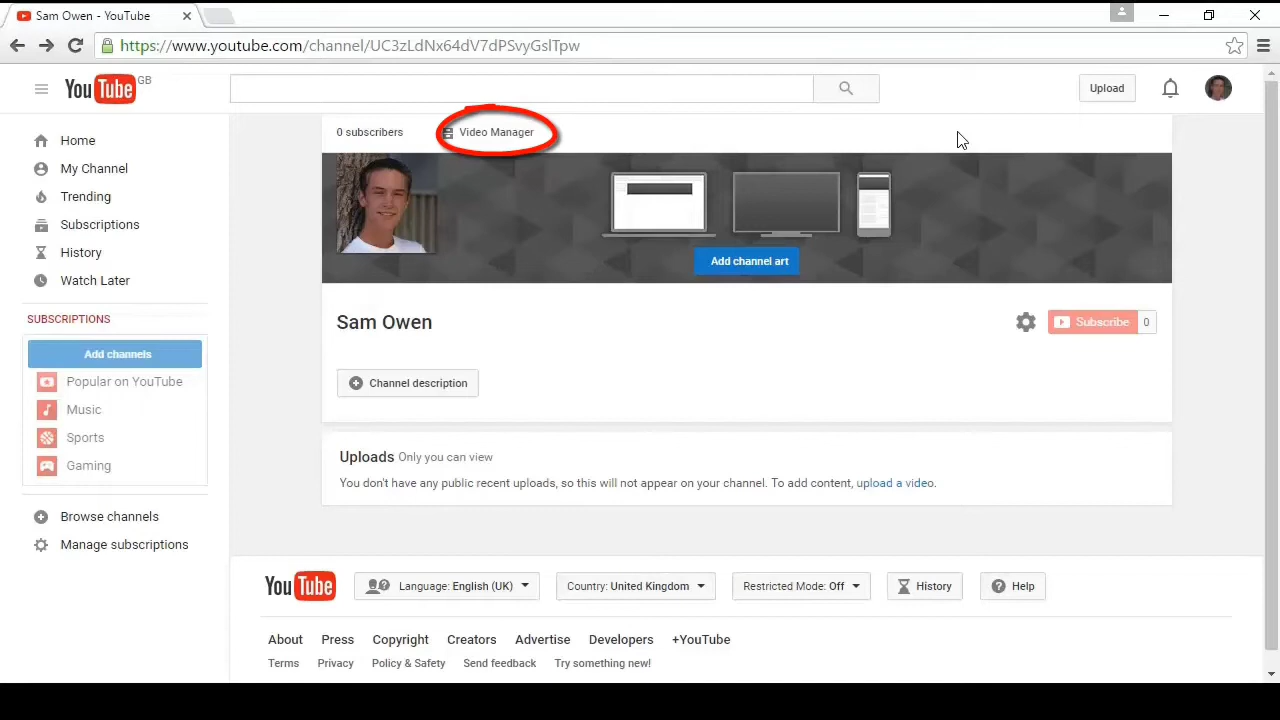 Sam Owen - YouTube
https://www.youtube.com/channel/UC3zLdNx64dV7dPSvyGslTpw
YouTube GB
Upload
0 subscribers Video Manager
Home
My Channel
Trending
Subscriptions
History
Watch Later
SUBSCRIPTIONS
Add channels
Popular on YouTube
Music
Sports
Gaming
Browse channels
Manage subscriptions
Add channel art
Sam Owen
Subscribe 0
Channel description
Uploads Only you can view
You don't have any public recent uploads, so this will not appear on your channel. To add content, upload a video.
YouTube Language: English (UK) Country: United Kingdom Restricted Mode: Off History Help
About Press Copyright Creators Advertise Developers +YouTube
Terms Privacy Policy & Safety Send feedback Try something new!